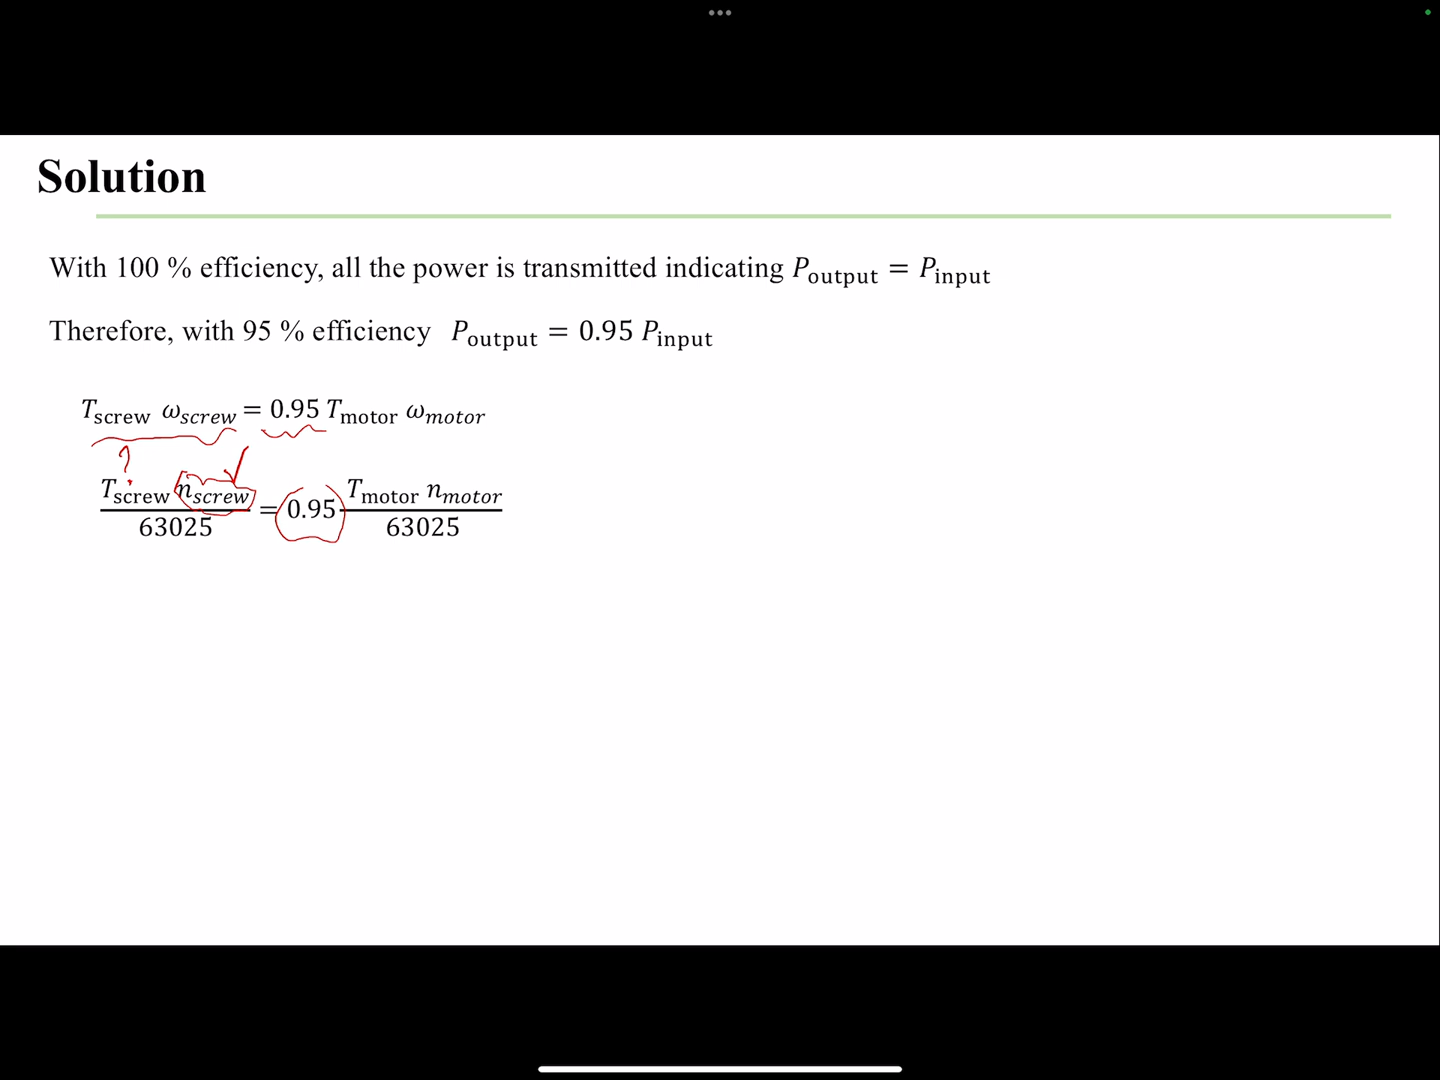 Solution
With 100 % efficiency, all the power is transmitted indicating P_output = P_input
Therefore, with 95 % efficiency P_output = 0.95 P_input
T_screw ω_screw = 0.95 T_motor ω_motor
?
T_screw n_screw / 63025 = 0.95 T_motor n_motor / 63025